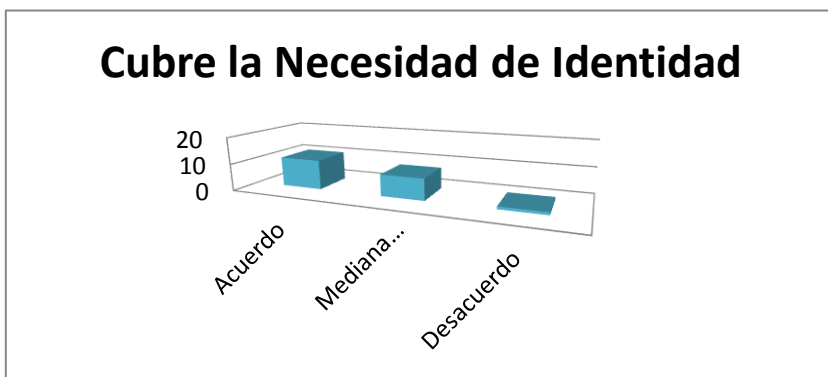 Cubre la Necesidad de Identidad
20
10
0
Acuerdo
Mediana...
Desacuerdo